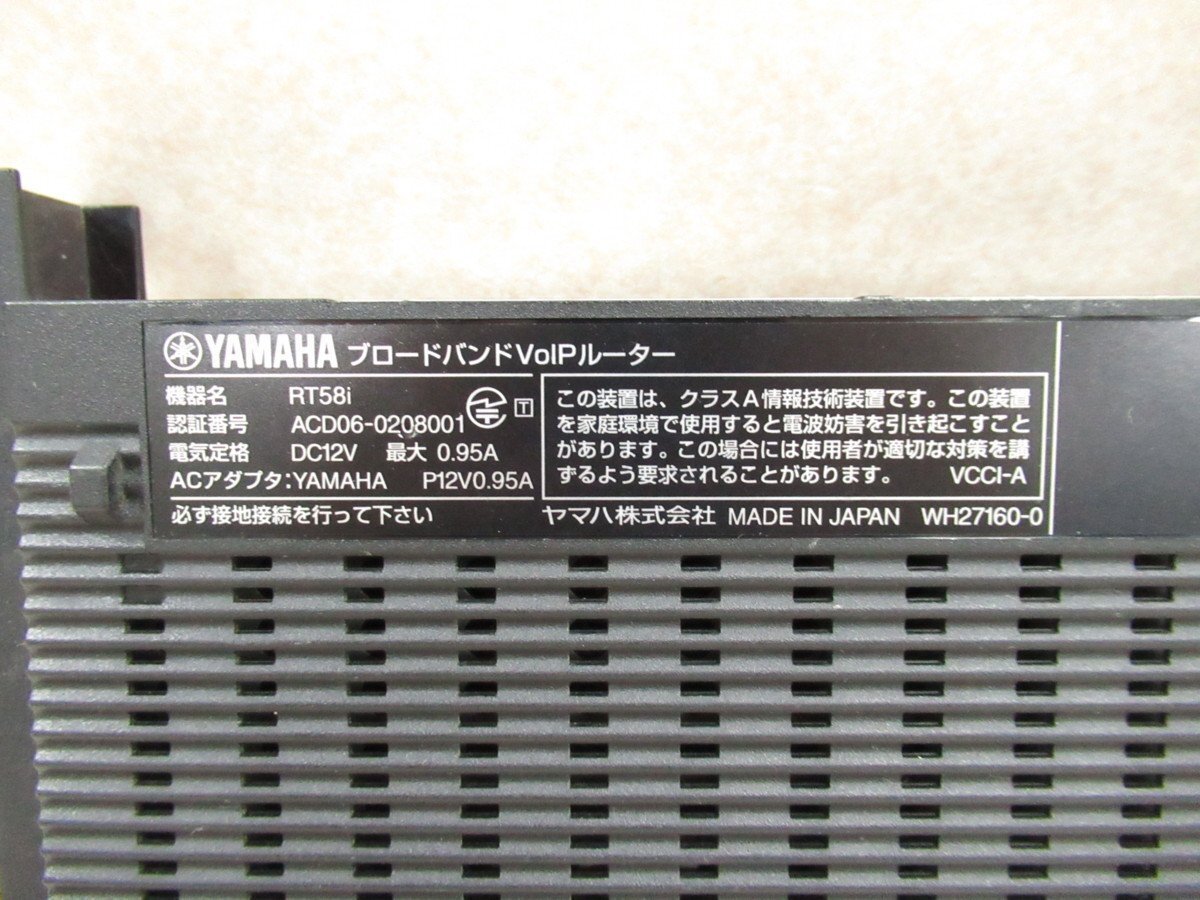 YAMAHA ブロードバンドVoIPルーター
機器名 RT58i
認証番号 ACD06-0208001 T
電気定格 DC12V 最大 0.95A
ACアダプタ:YAMAHA P12V0.95A
必ず接地接続を行って下さい
この装置は、クラスA情報技術装置です。この装置
を家庭環境で使用すると電波妨害を引き起こすこと
があります。この場合には使用者が適切な対策を講
ずるよう要求されることがあります。 VCCI-A
ヤマハ株式会社 MADE IN JAPAN WH27160-0